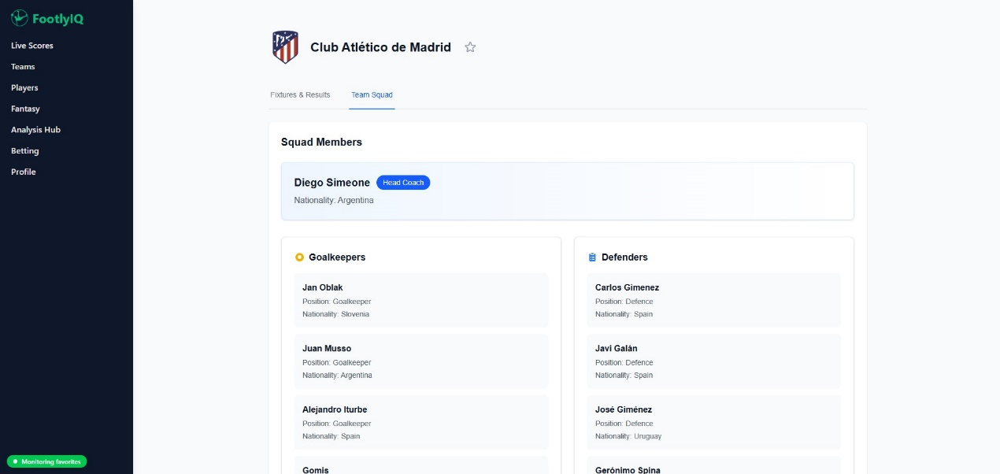 FootlyIQ
Live Scores
Teams
Players
Fantasy
Analysis Hub
Betting
Profile
Monitoring favorites
Club Atlético de Madrid
Fixtures & Results
Team Squad
Squad Members
Diego Simeone
Head Coach
Nationality: Argentina
Goalkeepers
Jan Oblak
Position: Goalkeeper
Nationality: Slovenia
Juan Musso
Position: Goalkeeper
Nationality: Argentina
Alejandro Iturbe
Position: Goalkeeper
Nationality: Spain
Gomis
Defenders
Carlos Gimenez
Position: Defence
Nationality: Spain
Javi Galán
Position: Defence
Nationality: Spain
José Giménez
Position: Defence
Nationality: Uruguay
Gerónimo Spina